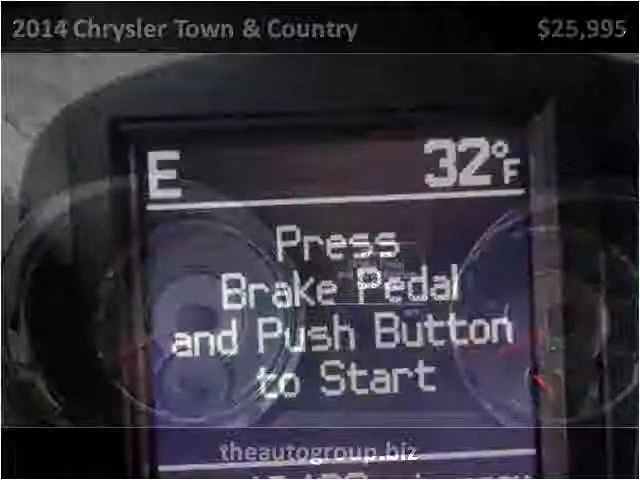 2014 Chrysler Town & Country $25,995
E 32°F
Press
Brake Pedal
and Push Button
to Start
theautogroup.biz